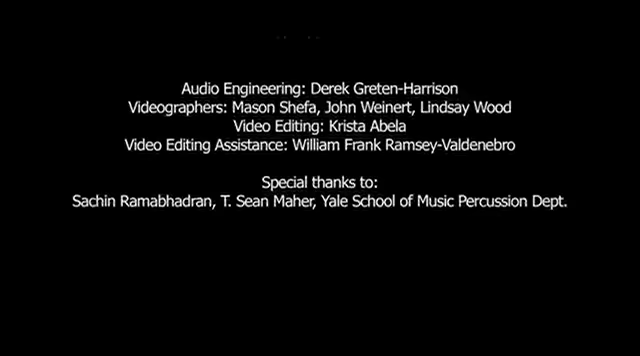 Audio Engineering: Derek Greten-Harrison
Videographers: Mason Shefa, John Weinert, Lindsay Wood
Video Editing: Krista Abela
Video Editing Assistance: William Frank Ramsey-Valdenebro
Special thanks to:
Sachin Ramabhadran, T. Sean Maher, Yale School of Music Percussion Dept.